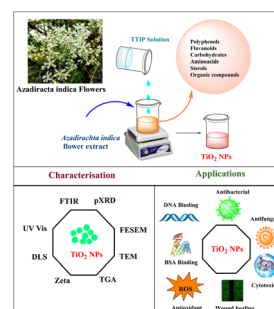 TTIP Solution
Polyphenols
Flavanoids
Carbohydrates
Aminoacids
Sterols
Organic compounds
Azadiracta indica Flowers
Azadirachta indica
flower extract
TiO₂ NPs
Characterisation
Applications
FTIR
pXRD
UV Vis
FESEM
DLS
TEM
Zeta
TGA
TiO₂ NPs
Antibacterial
DNA Binding
Antifunga
BSA Binding
TiO₂ NPs
Cytotoxic
ROS
Antioxidant
Wound healing